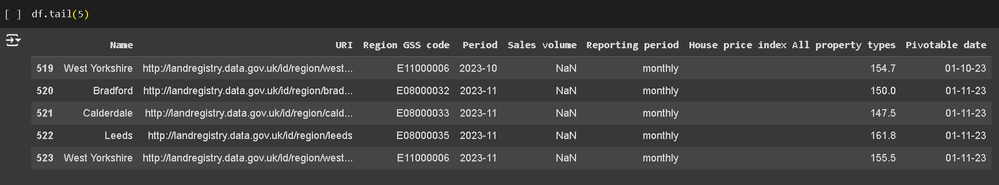 [ ] df.tail(5)
Name URI Region GSS code Period Sales volume Reporting period House price index All property types Pivotable date
519 West Yorkshire http://landregistry.data.gov.uk/id/region/west... E11000006 2023-10 NaN monthly 154.7 01-10-23
520 Bradford http://landregistry.data.gov.uk/id/region/brad... E08000032 2023-11 NaN monthly 150.0 01-11-23
521 Calderdale http://landregistry.data.gov.uk/id/region/cald... E08000033 2023-11 NaN monthly 147.5 01-11-23
522 Leeds http://landregistry.data.gov.uk/id/region/leeds E08000035 2023-11 NaN monthly 161.8 01-11-23
523 West Yorkshire http://landregistry.data.gov.uk/id/region/west... E11000006 2023-11 NaN monthly 155.5 01-11-23